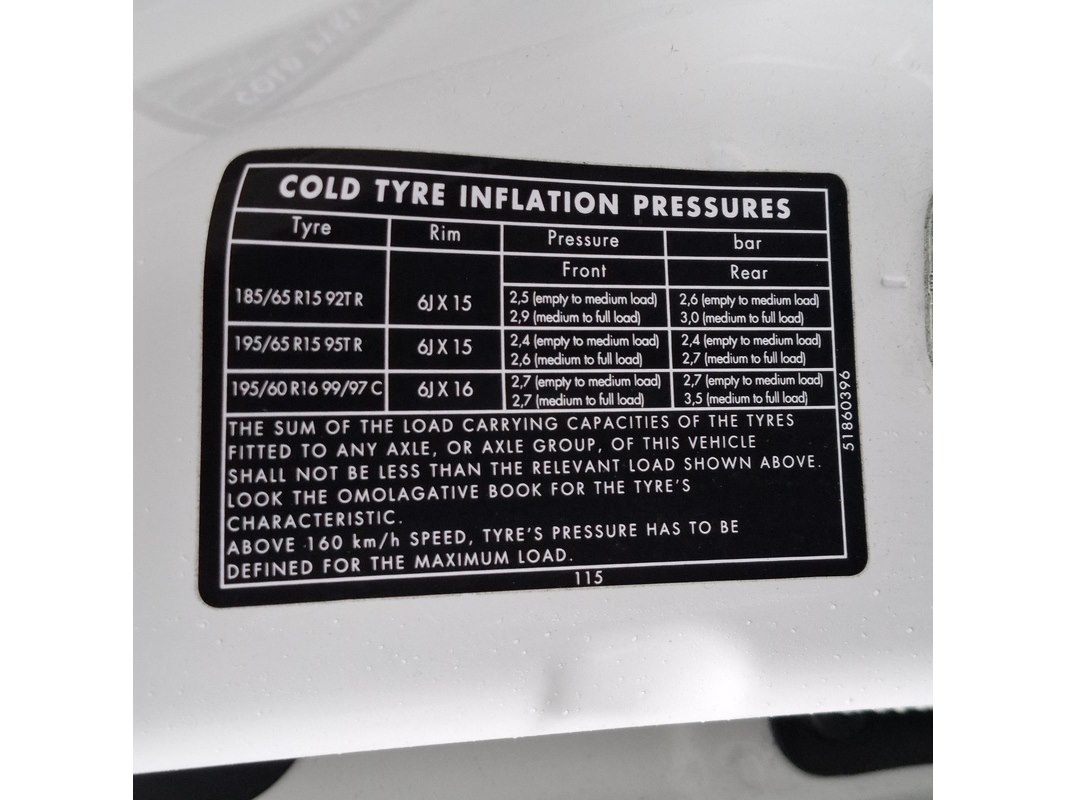 COLD TYRE INFLATION PRESSURES
Tyre Rim Pressure bar
Front Rear
185/65 R15 92T R 6J X 15 2,5 (empty to medium load) 2,6 (empty to medium load)
2,9 (medium to full load) 3,0 (medium to full load)
195/65 R15 95T R 6J X 15 2,4 (empty to medium load) 2,4 (empty to medium load)
2,6 (medium to full load) 2,7 (medium to full load)
195/60 R16 99/97 C 6J X 16 2,7 (empty to medium load) 2,7 (empty to medium load)
2,7 (medium to full load) 3,5 (medium to full load)
THE SUM OF THE LOAD CARRYING CAPACITIES OF THE TYRES
FITTED TO ANY AXLE, OR AXLE GROUP, OF THIS VEHICLE
SHALL NOT BE LESS THAN THE RELEVANT LOAD SHOWN ABOVE.
LOOK THE OMOLAGATIVE BOOK FOR THE TYRE'S
CHARACTERISTIC.
ABOVE 160 km/h SPEED, TYRE'S PRESSURE HAS TO BE
DEFINED FOR THE MAXIMUM LOAD.
115
51860396